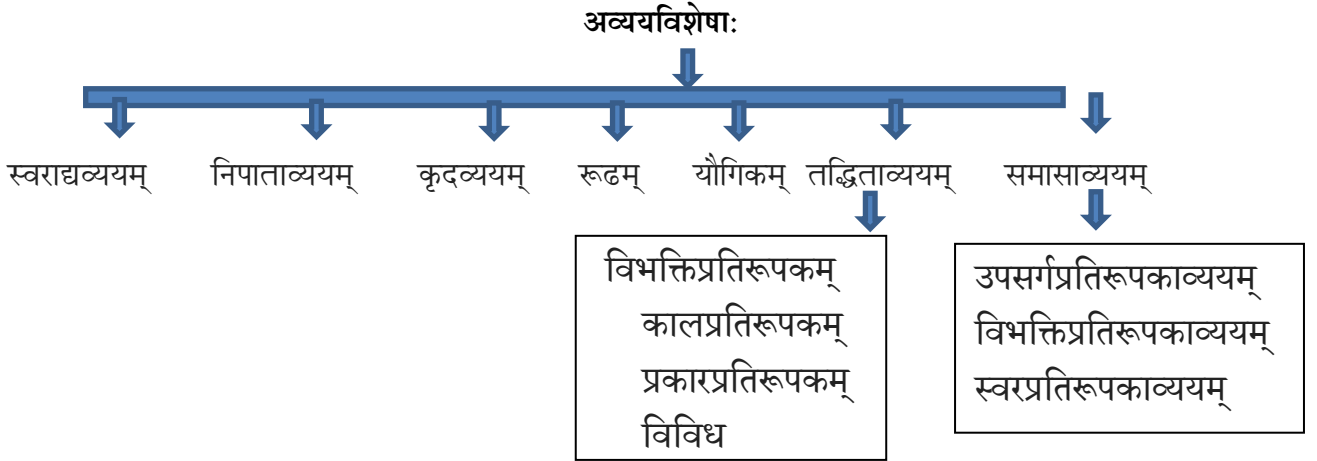 अव्ययविशेषाः
स्वराद्यव्ययम् निपाताव्ययम् कृदव्ययम् रूढम् यौगिकम् तद्धिताव्ययम् समासाव्ययम्
विभक्तिप्रतिरूपकम्
कालप्रतिरूपकम्
प्रकारप्रतिरूपकम्
विविध
उपसर्गप्रतिरूपकाव्ययम्
विभक्तिप्रतिरूपकाव्ययम्
स्वरप्रतिरूपकाव्ययम्